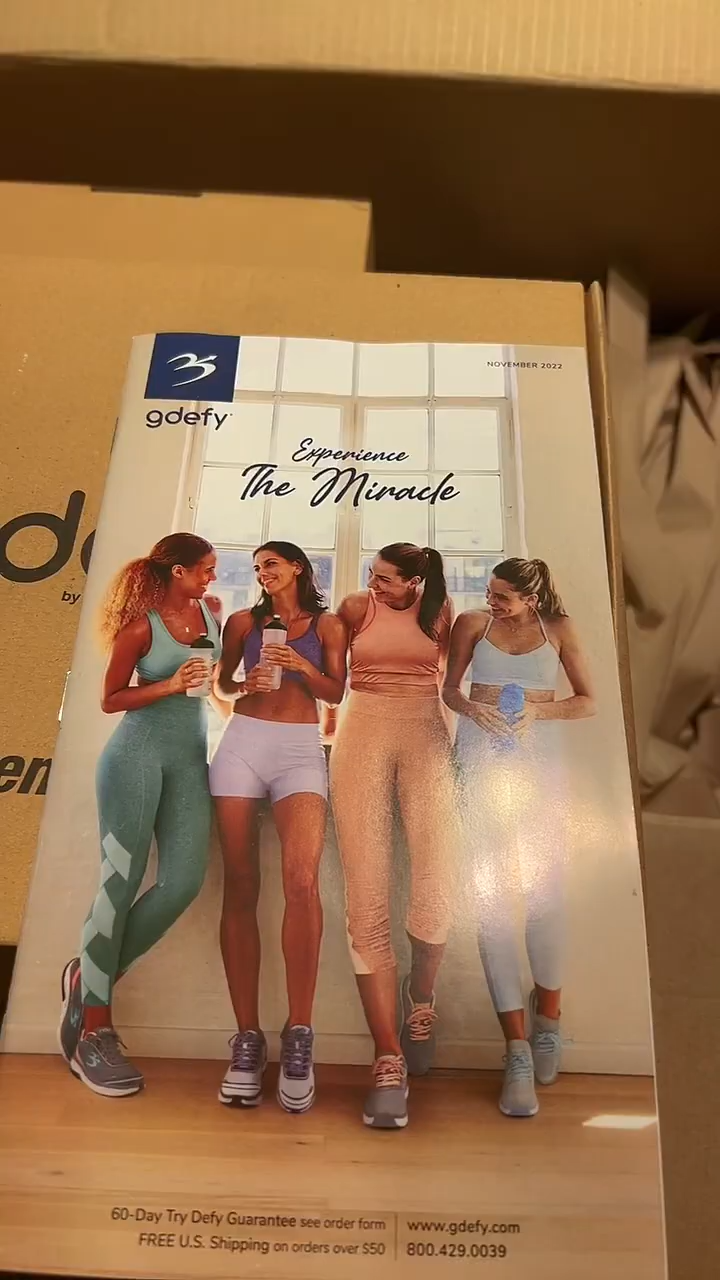 NOVEMBER 2022
gdefy
Experience
The Miracle
by
60-Day Try Defy Guarantee see order form
FREE U.S. Shipping on orders over $50
www.gdefy.com
800.429.0039